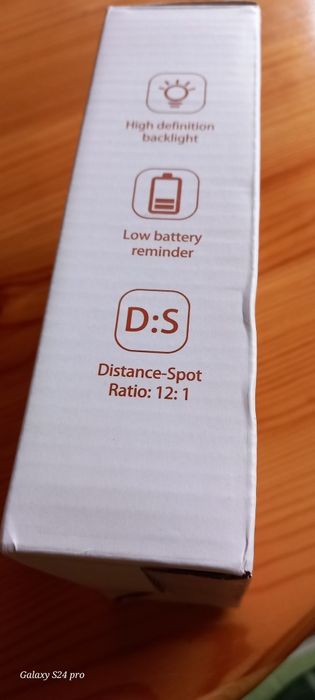 High definition
backlight
Low battery
reminder
D:S
Distance-Spot
Ratio: 12: 1
Galaxy S24 pro